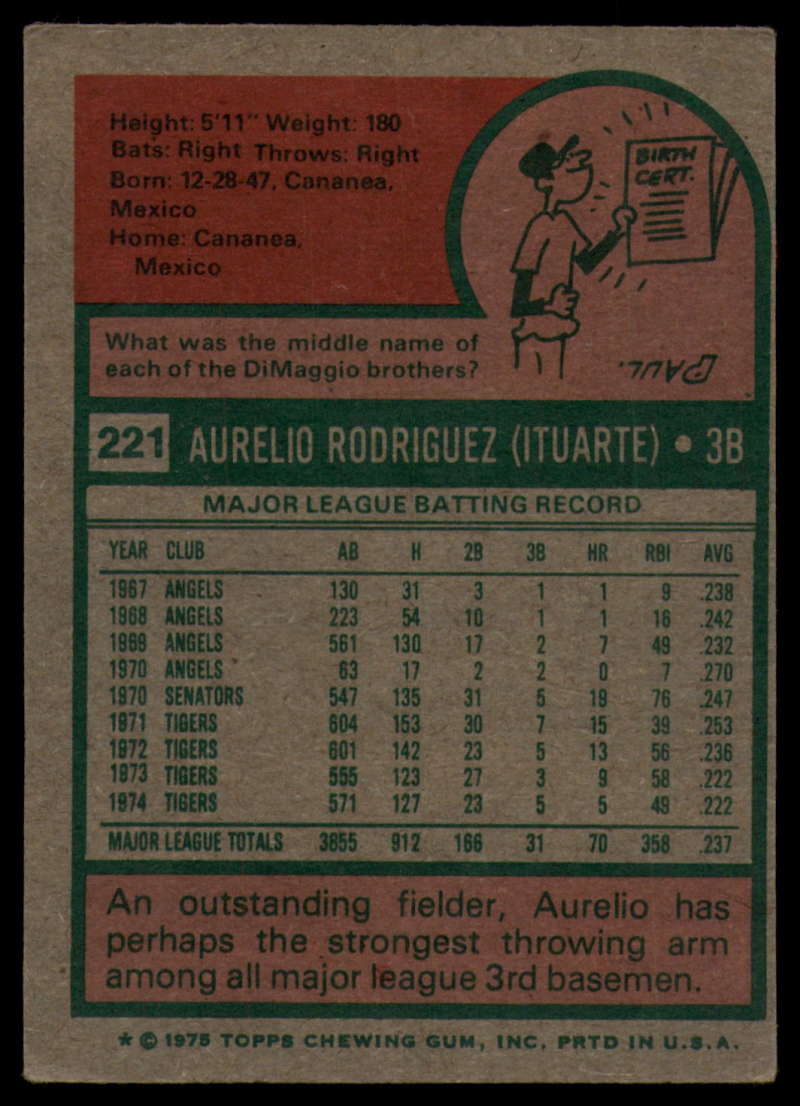 Height: 5'11" Weight: 180
Bats: Right Throws: Right
Born: 12-28-47, Cananea,
Mexico
Home: Cananea,
Mexico
BIRTH
CERT.
What was the middle name of
each of the DiMaggio brothers?
PAUL.
221 AURELIO RODRIGUEZ (ITUARTE) • 3B
MAJOR LEAGUE BATTING RECORD
YEAR CLUB AB H 2B 3B HR RBI AVG
1967 ANGELS 130 31 3 1 1 9 .238
1968 ANGELS 223 54 10 1 1 16 .242
1969 ANGELS 561 130 17 2 7 49 .232
1970 ANGELS 63 17 2 2 0 7 .270
1970 SENATORS 547 135 31 5 19 76 .247
1971 TIGERS 604 153 30 7 15 39 .253
1972 TIGERS 601 142 23 5 13 56 .236
1973 TIGERS 555 123 27 3 9 58 .222
1974 TIGERS 571 127 23 5 5 49 .222
MAJOR LEAGUE TOTALS 3855 912 166 31 70 358 .237
An outstanding fielder, Aurelio has
perhaps the strongest throwing arm
among all major league 3rd basemen.
* © 1975 TOPPS CHEWING GUM, INC. PRTD IN U.S.A.